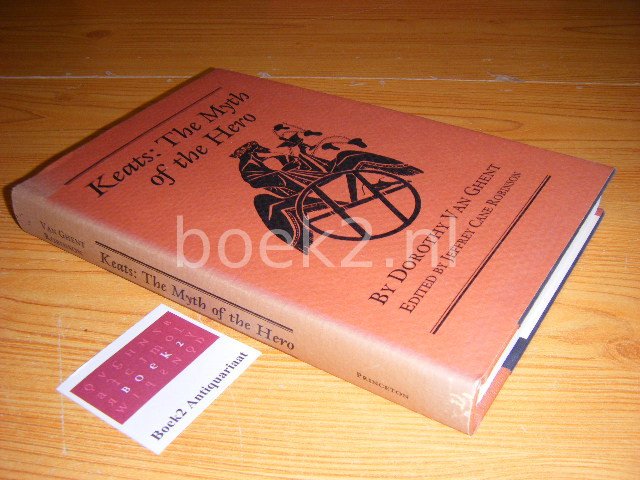 Keats: The Myth
of the Hero
BY DOROTHY VAN GHENT
EDITED BY JEFFREY CANE ROBINSON
VAN GHENT
ROBINSON
Keats: The Myth of the Hero
PRINCETON
BOEK2
Boek2 Antiquariaat
boek2.nl